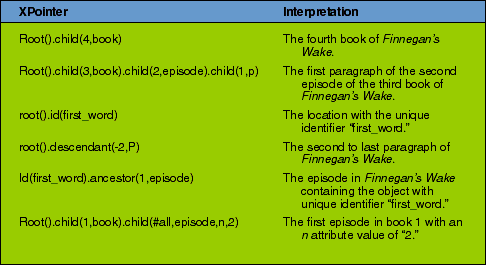 XPointer Interpretation
Root().child(4,book) The fourth book of Finnegan's
Wake.
Root().child(3,book).child(2,episode).child(1,p) The first paragraph of the second
episode of the third book of
Finnegan's Wake.
root().id(first_word) The location with the unique
identifier “first_word.”
root().descendant(-2,P) The second to last paragraph of
Finnegan's Wake.
Id(first_word).ancestor(1,episode) The episode in Finnegan's Wake
containing the object with
unique identifier “first_word.”
Root().child(1,book).child(#all,episode,n,2) The first episode in book 1 with an
n attribute value of “2.”